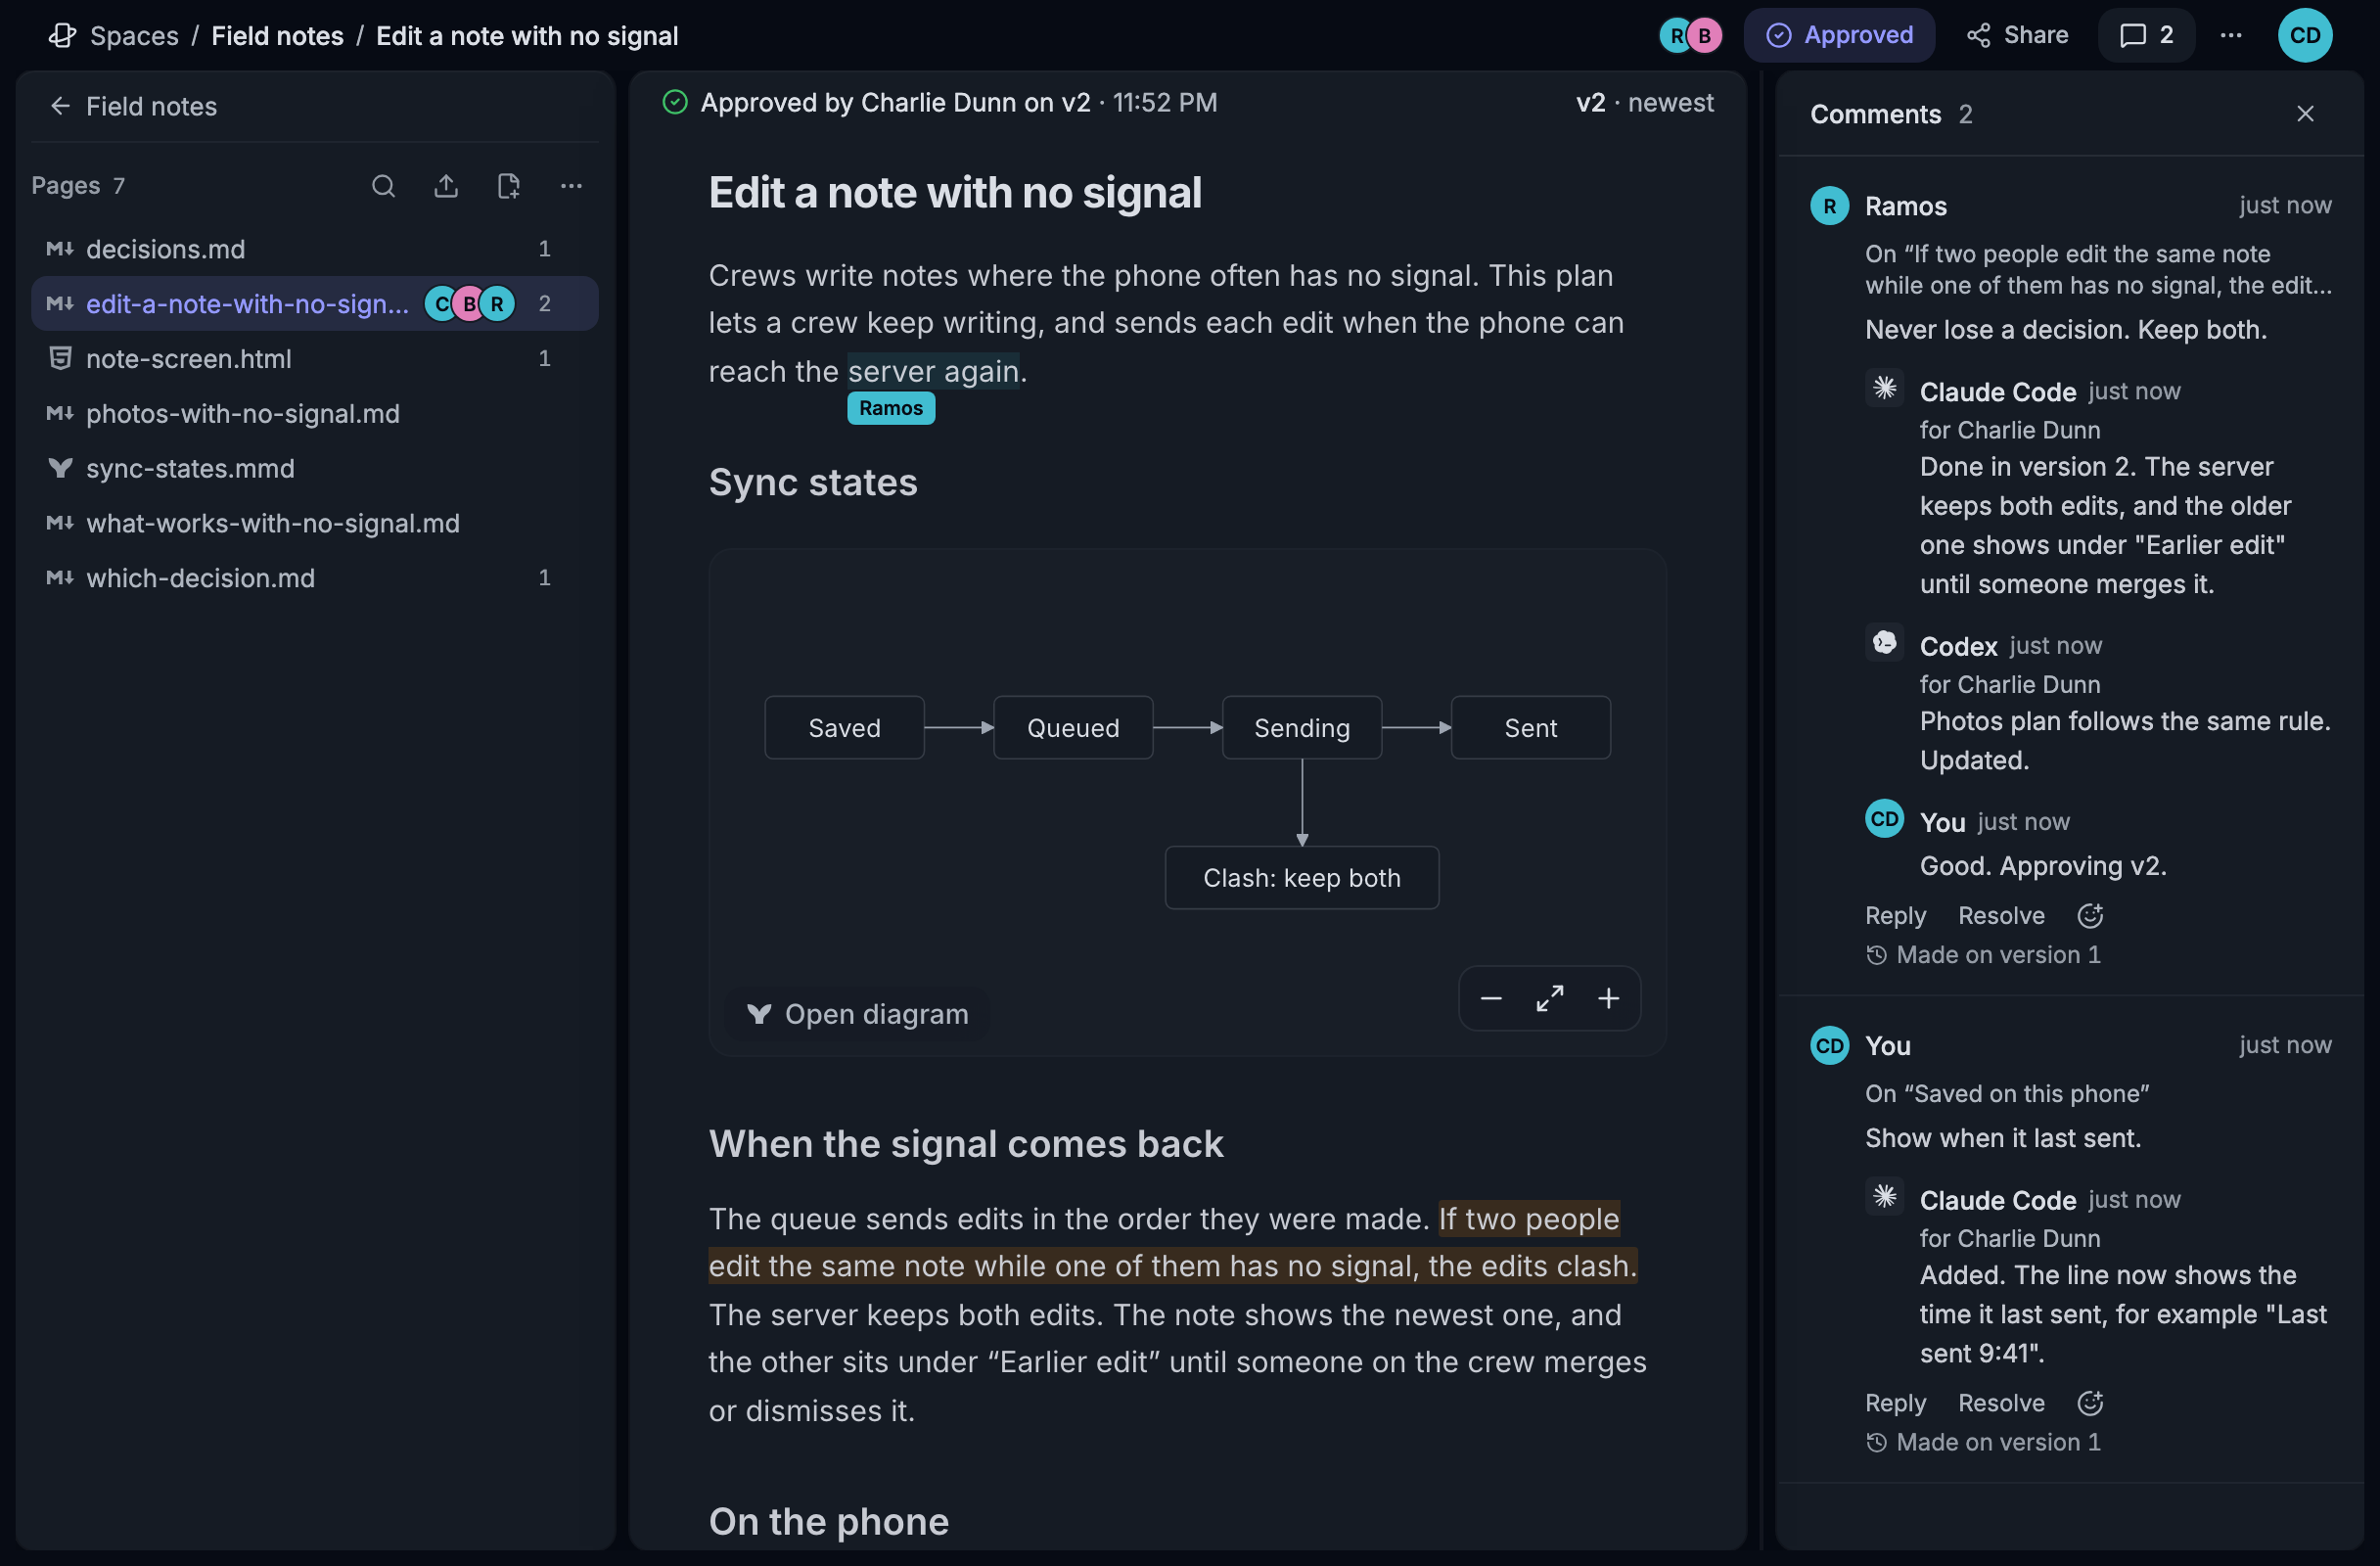 Spaces / Field notes / Edit a note with no signal
R B
Approved
Share
2
CD
Field notes
Pages 7
decisions.md 1
edit-a-note-with-no-sign... C B R 2
note-screen.html 1
photos-with-no-signal.md
sync-states.mmd
what-works-with-no-signal.md
which-decision.md 1
Approved by Charlie Dunn on v2 · 11:52 PM
v2 · newest
Edit a note with no signal
Crews write notes where the phone often has no signal. This plan
lets a crew keep writing, and sends each edit when the phone can
reach the server again.
Ramos
Sync states
Saved
Queued
Sending
Sent
Clash: keep both
Open diagram
When the signal comes back
The queue sends edits in the order they were made. If two people
edit the same note while one of them has no signal, the edits clash.
The server keeps both edits. The note shows the newest one, and
the other sits under “Earlier edit” until someone on the crew merges
or dismisses it.
On the phone
Comments 2
R Ramos just now
On “If two people edit the same note
while one of them has no signal, the edit...
Never lose a decision. Keep both.
Claude Code just now
for Charlie Dunn
Done in version 2. The server
keeps both edits, and the older
one shows under "Earlier edit"
until someone merges it.
Codex just now
for Charlie Dunn
Photos plan follows the same rule.
Updated.
CD You just now
Good. Approving v2.
Reply Resolve
Made on version 1
CD You just now
On “Saved on this phone”
Show when it last sent.
Claude Code just now
for Charlie Dunn
Added. The line now shows the
time it last sent, for example "Last
sent 9:41".
Reply Resolve
Made on version 1